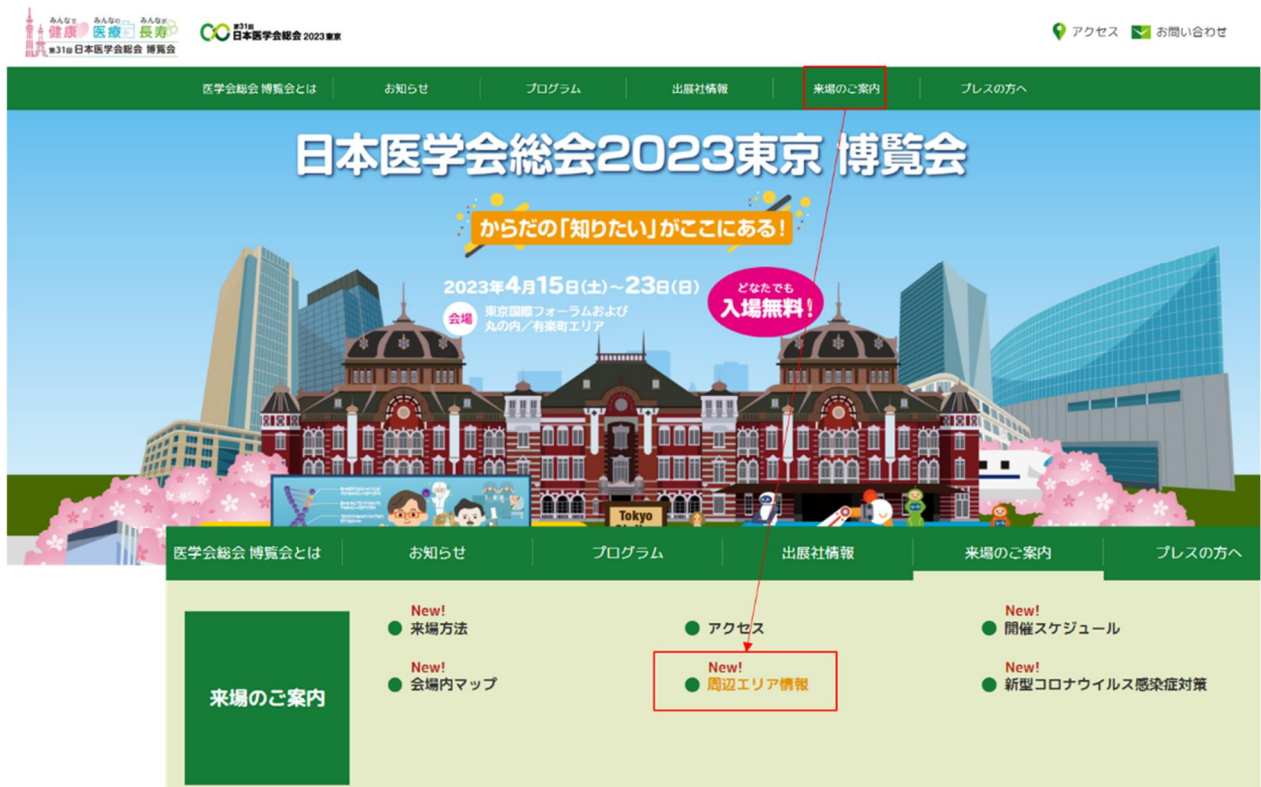 みんなで みんなの みんなが
健康 医療 長寿
第31回日本医学会総会 博覧会
第31回
日本医学会総会 2023 東京
アクセス
お問い合わせ
医学会総会 博覧会とは
お知らせ
プログラム
出展社情報
来場のご案内
プレスの方へ
日本医学会総会2023東京 博覧会
からだの「知りたい」がここにある！
2023年4月15日(土)～23日(日)
会場
東京国際フォーラムおよび
丸の内／有楽町エリア
どなたでも
入場無料！
Tokyo
医学会総会 博覧会とは
お知らせ
プログラム
出展社情報
来場のご案内
プレスの方へ
来場のご案内
New!
来場方法
アクセス
New!
開催スケジュール
New!
会場内マップ
New!
周辺エリア情報
New!
新型コロナウイルス感染症対策